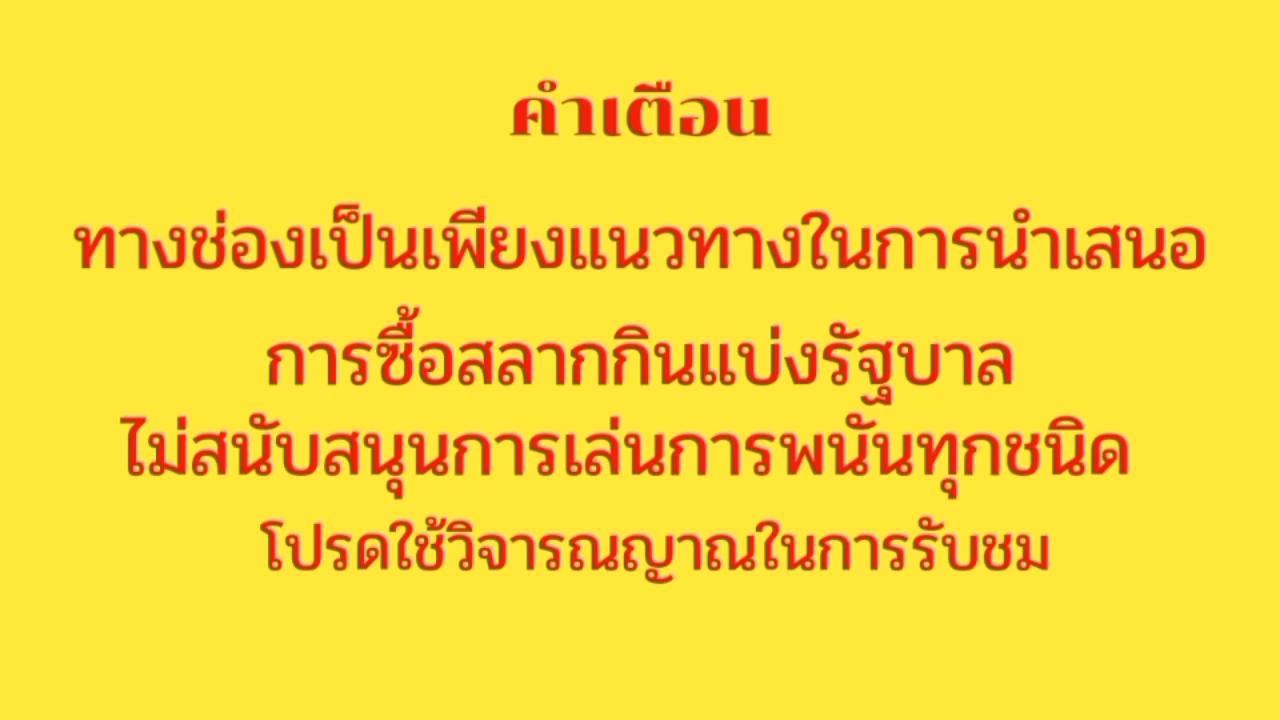 คำเตือน
ทางช่องเป็นเพียงแนวทางในการนำเสนอ
การซื้อสลากกินแบ่งรัฐบาล
ไม่สนับสนุนการเล่นการพนันทุกชนิด
โปรดใช้วิจารณญาณในการรับชม